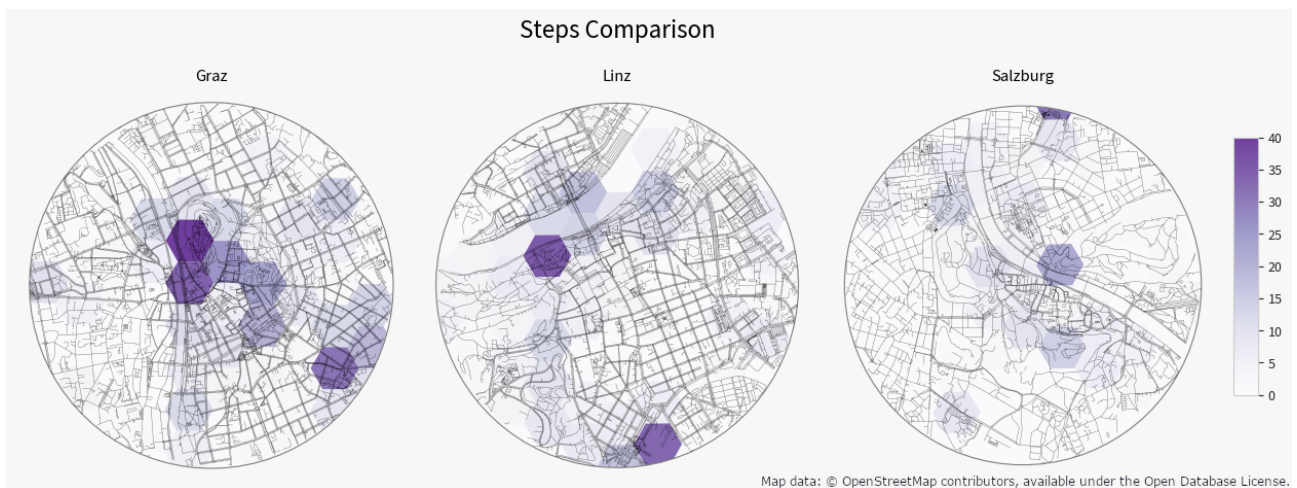 Steps Comparison
Graz
Linz
Salzburg
40
35
30
25
20
15
10
5
0
Map data: © OpenStreetMap contributors, available under the Open Database License.